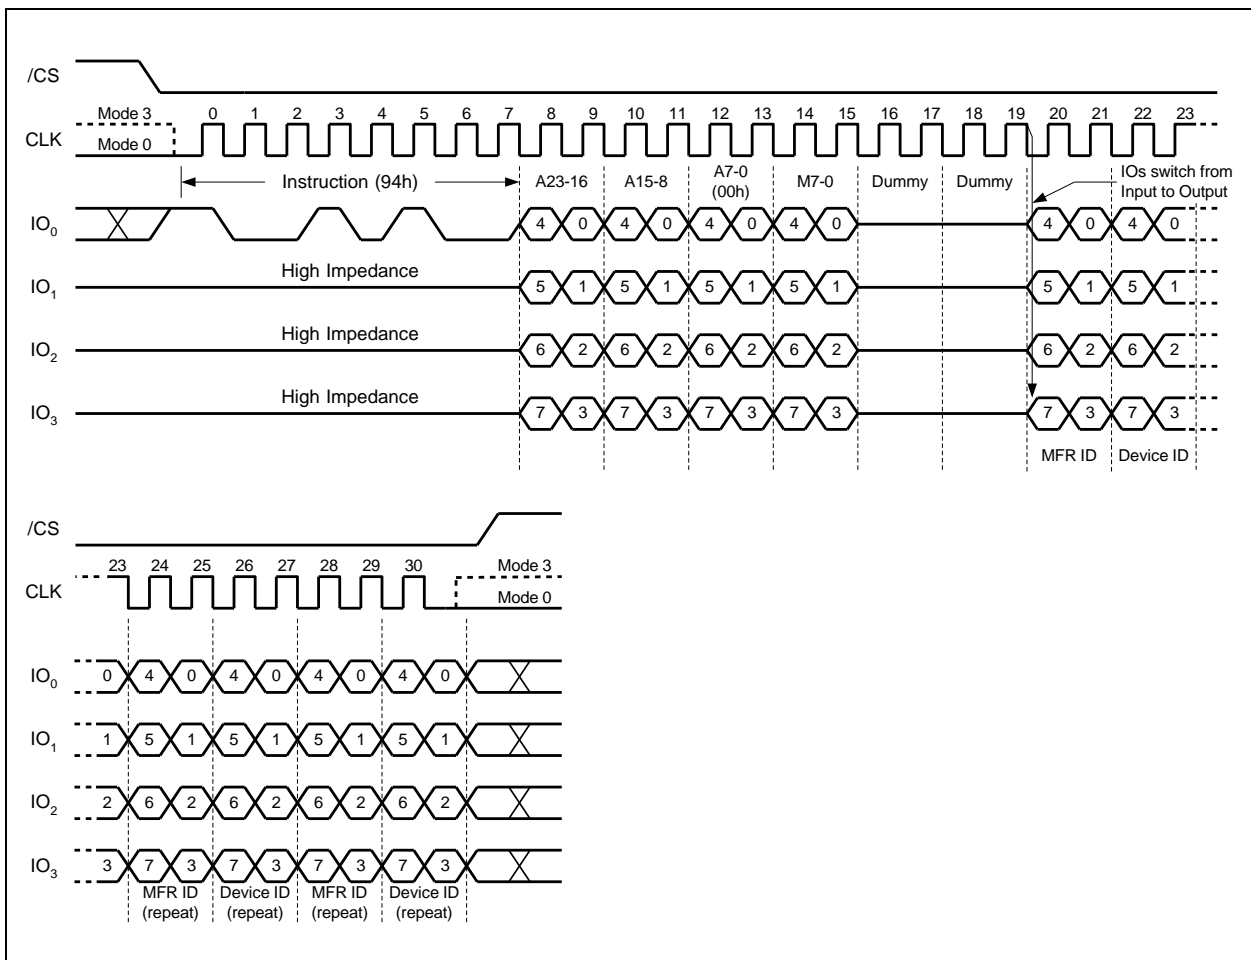 /CS
Mode 3
0 1 2 3 4 5 6 7 8 9 10 11 12 13 14 15 16 17 18 19 20 21 22 23
CLK
Mode 0
Instruction (94h)
A23-16
A15-8
A7-0
(00h)
M7-0
Dummy
Dummy
IOs switch from
Input to Output
IO0
4 0 4 0 4 0 4 0 4 0 4 0
High Impedance
IO1
5 1 5 1 5 1 5 1 5 1 5 1
High Impedance
IO2
6 2 6 2 6 2 6 2 6 2 6 2
High Impedance
IO3
7 3 7 3 7 3 7 3 7 3 7 3
MFR ID
Device ID
/CS
23 24 25 26 27 28 29 30
Mode 3
CLK
Mode 0
IO0
0 4 0 4 0 4 0 4 0
IO1
1 5 1 5 1 5 1 5 1
IO2
2 6 2 6 2 6 2 6 2
IO3
3 7 3 7 3 7 3 7 3
MFR ID
(repeat)
Device ID
(repeat)
MFR ID
(repeat)
Device ID
(repeat)